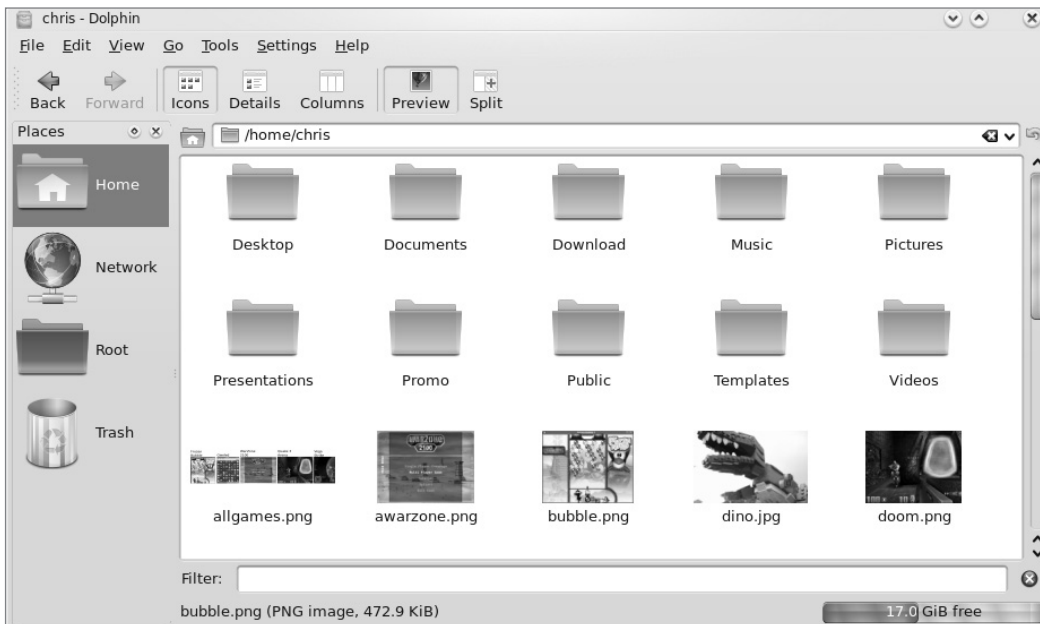 chris - Dolphin
File Edit View Go Tools Settings Help
Back Forward Icons Details Columns Preview Split
Places
/home/chris
Home
Network
Root
Trash
Desktop Documents Download Music Pictures
Presentations Promo Public Templates Videos
allgames.png awarzone.png bubble.png dino.jpg doom.png
Filter:
bubble.png (PNG image, 472.9 KiB)
17.0 GiB free